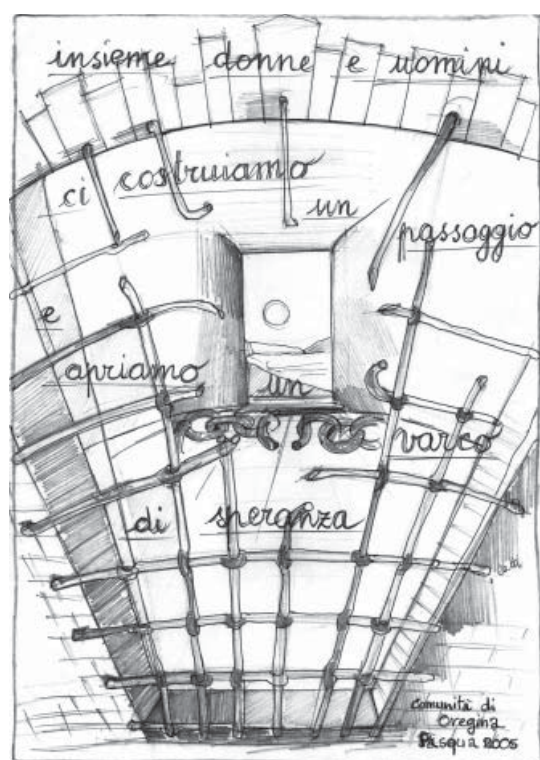 insieme donne e uomini
ci costruiamo
un
passaggio
e
apriamo un
varco
di speranza
comunità di
Oregina
Pasqua 2005